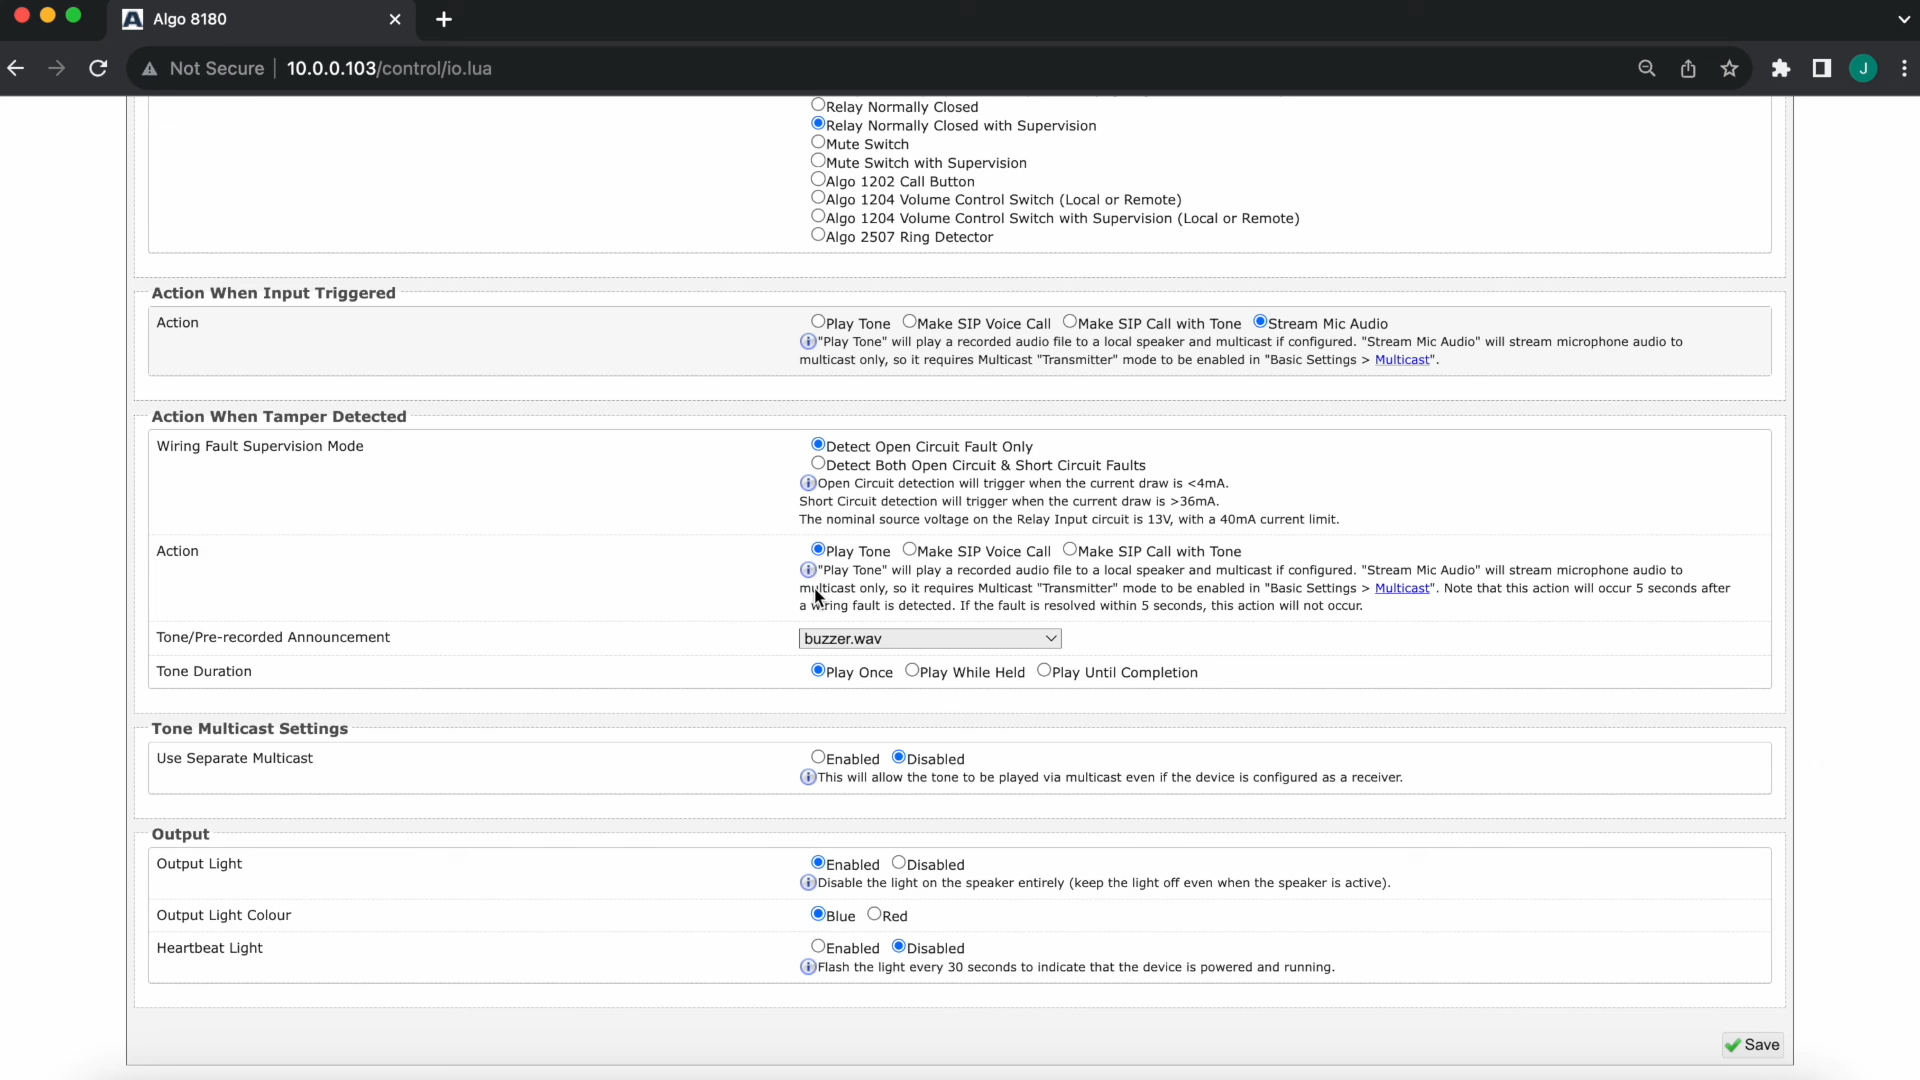 Algo 8180
Not Secure 10.0.0.103/control/io.lua
J
Relay Normally Closed
Relay Normally Closed with Supervision
Mute Switch
Mute Switch with Supervision
Algo 1202 Call Button
Algo 1204 Volume Control Switch (Local or Remote)
Algo 1204 Volume Control Switch with Supervision (Local or Remote)
Algo 2507 Ring Detector
Action When Input Triggered
Action Play Tone Make SIP Voice Call Make SIP Call with Tone Stream Mic Audio
"Play Tone" will play a recorded audio file to a local speaker and multicast if configured. "Stream Mic Audio" will stream microphone audio to
multicast only, so it requires Multicast "Transmitter" mode to be enabled in "Basic Settings > Multicast".
Action When Tamper Detected
Wiring Fault Supervision Mode Detect Open Circuit Fault Only
Detect Both Open Circuit & Short Circuit Faults
Open Circuit detection will trigger when the current draw is <4mA.
Short Circuit detection will trigger when the current draw is >36mA.
The nominal source voltage on the Relay Input circuit is 13V, with a 40mA current limit.
Action Play Tone Make SIP Voice Call Make SIP Call with Tone
"Play Tone" will play a recorded audio file to a local speaker and multicast if configured. "Stream Mic Audio" will stream microphone audio to
multicast only, so it requires Multicast "Transmitter" mode to be enabled in "Basic Settings > Multicast". Note that this action will occur 5 seconds after
a wiring fault is detected. If the fault is resolved within 5 seconds, this action will not occur.
Tone/Pre-recorded Announcement buzzer.wav
Tone Duration Play Once Play While Held Play Until Completion
Tone Multicast Settings
Use Separate Multicast Enabled Disabled
This will allow the tone to be played via multicast even if the device is configured as a receiver.
Output
Output Light Enabled Disabled
Disable the light on the speaker entirely (keep the light off even when the speaker is active).
Output Light Colour Blue Red
Heartbeat Light Enabled Disabled
Flash the light every 30 seconds to indicate that the device is powered and running.
Save